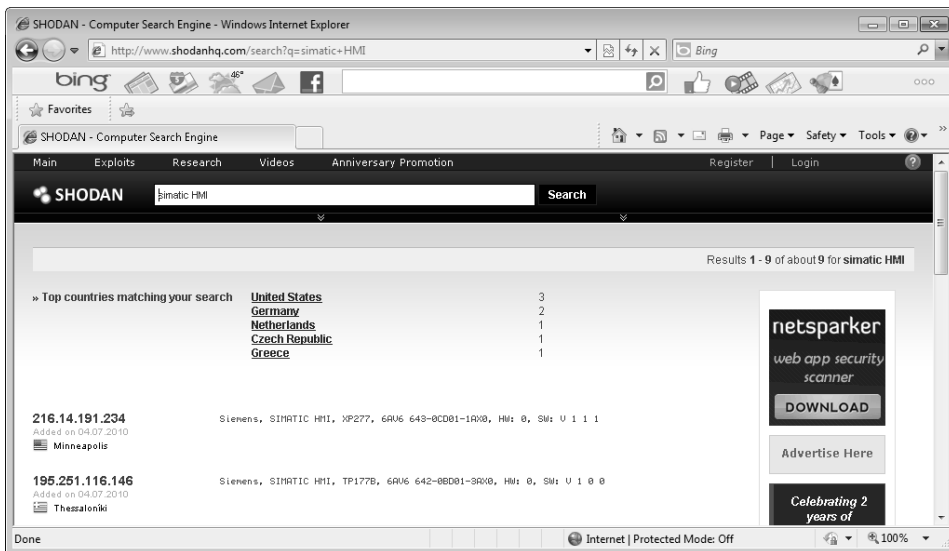 SHODAN - Computer Search Engine - Windows Internet Explorer
http://www.shodanhq.com/search?q=simatic+HMI
Bing
bing 46°
Favorites
SHODAN - Computer Search Engine
Page Safety Tools
Main Exploits Research Videos Anniversary Promotion Register | Login
SHODAN simatic HMI Search
Results 1 - 9 of about 9 for simatic HMI
» Top countries matching your search United States 3
Germany 2
Netherlands 1
Czech Republic 1
Greece 1
netsparker
web app security
scanner
DOWNLOAD
216.14.191.234 Siemens, SIMATIC HMI, XP277, 6AV6 643-0CD01-1AX0, HW: 0, SW: V 1 1 1
Added on 04.07.2010
Minneapolis
Advertise Here
195.251.116.146 Siemens, SIMATIC HMI, TP177B, 6AV6 642-0BD01-3AX0, HW: 0, SW: V 1 0 0
Added on 04.07.2010
Thessaloníki
Celebrating 2
years of
Done Internet | Protected Mode: Off 100%